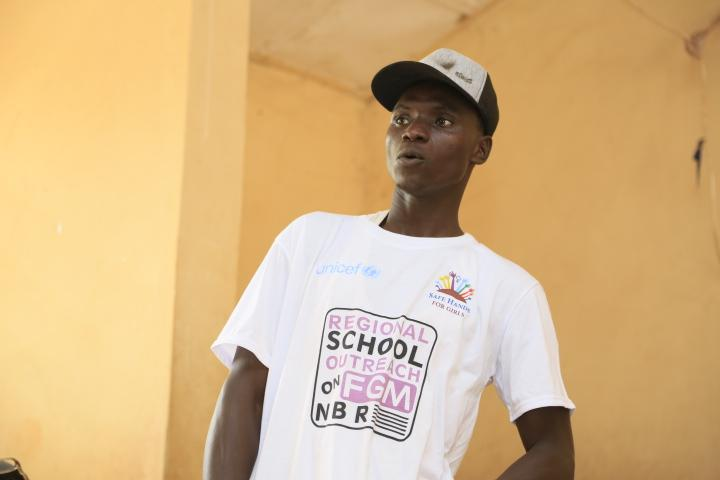 unicef
SAFE HANDS
FOR GIRLS
REGIONAL
SCHOOL
OUTREACH
ON FGM
NBR